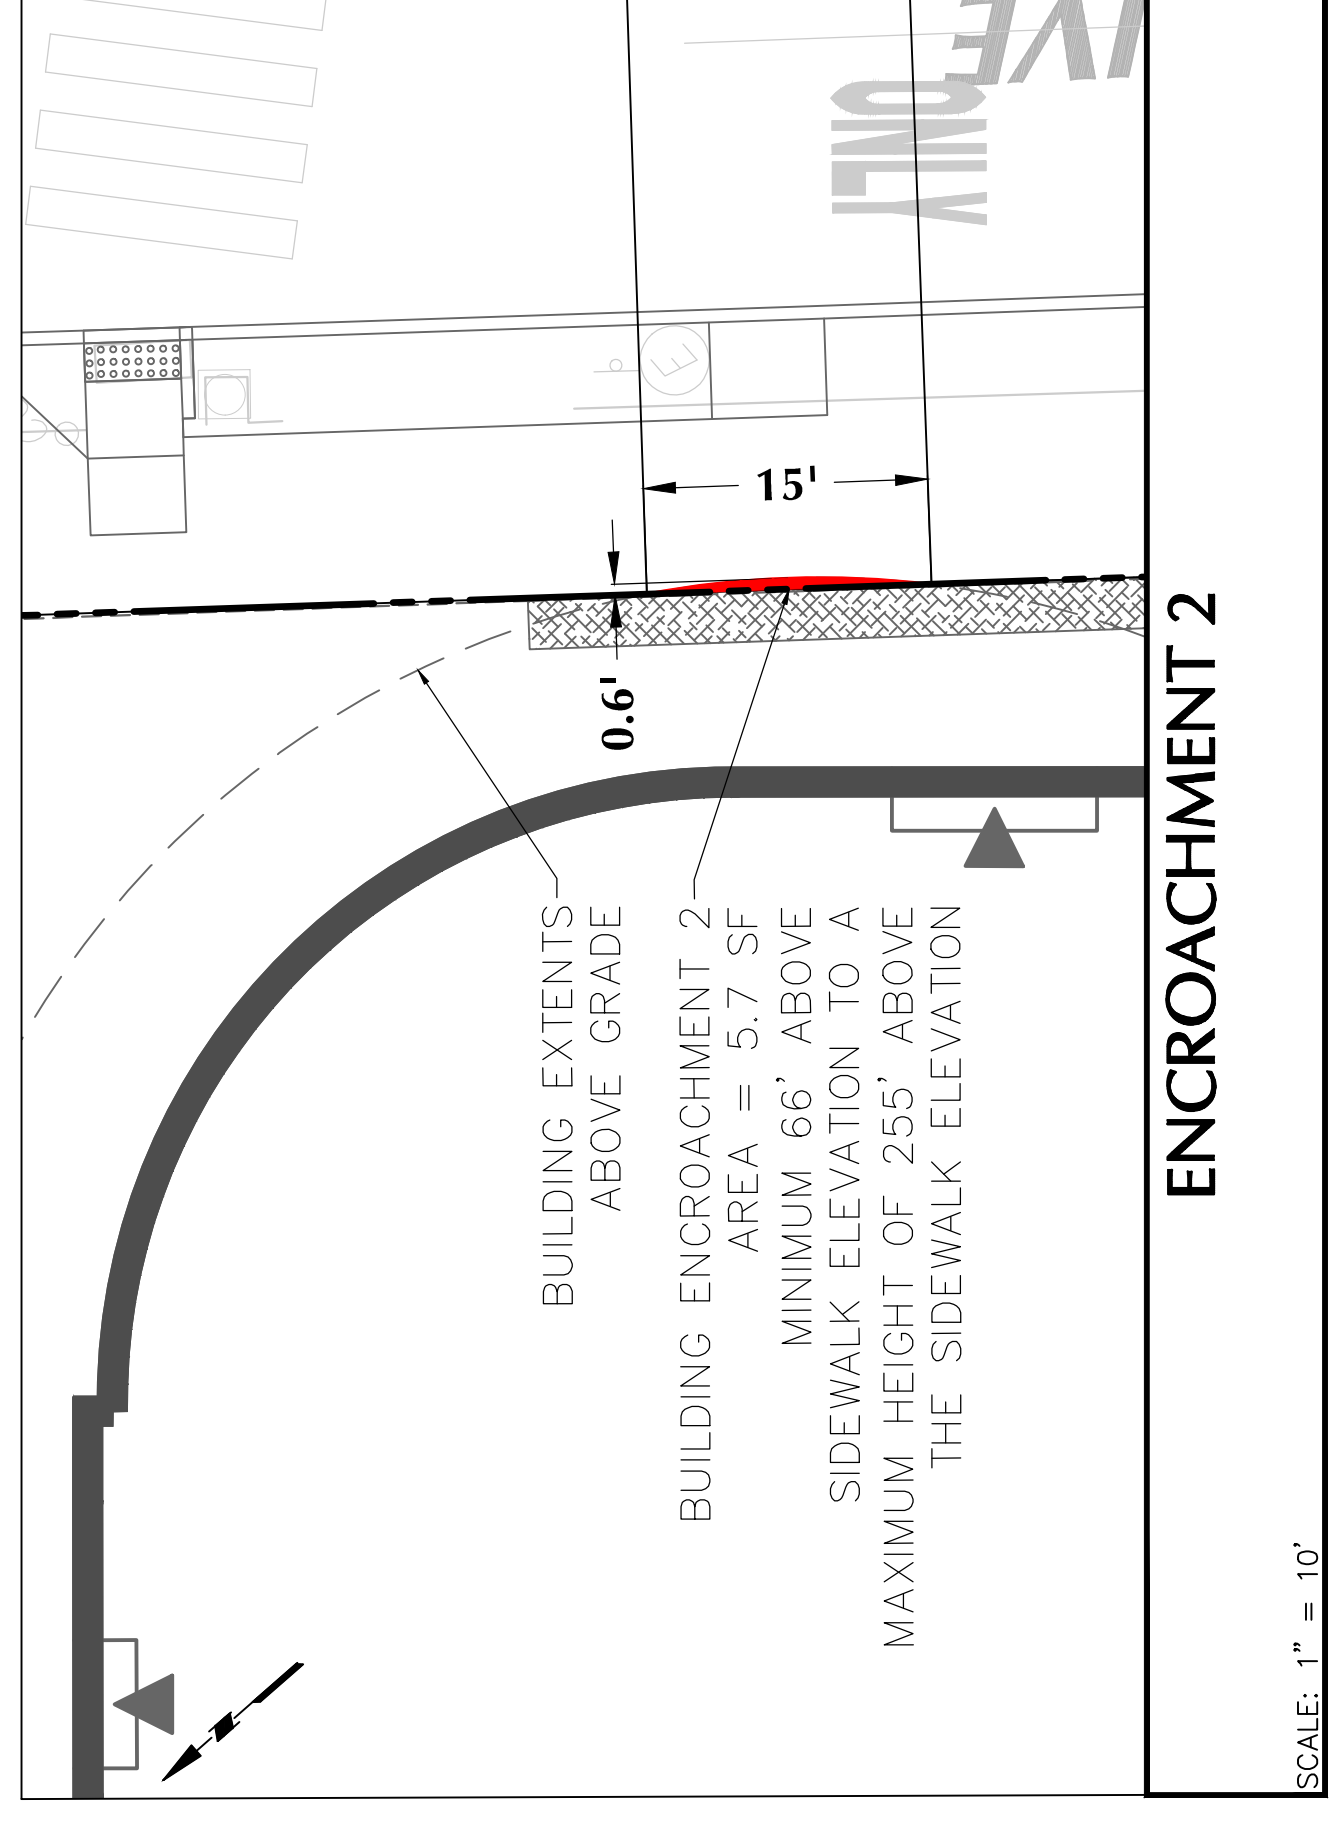 IVE
ONLY
E
15'
0.6'
BUILDING EXTENTS
ABOVE GRADE
BUILDING ENCROACHMENT 2
AREA = 5.7 SF
MINIMUM 66' ABOVE
SIDEWALK ELEVATION TO A
MAXIMUM HEIGHT OF 255' ABOVE
THE SIDEWALK ELEVATION
ENCROACHMENT 2
SCALE: 1" = 10'